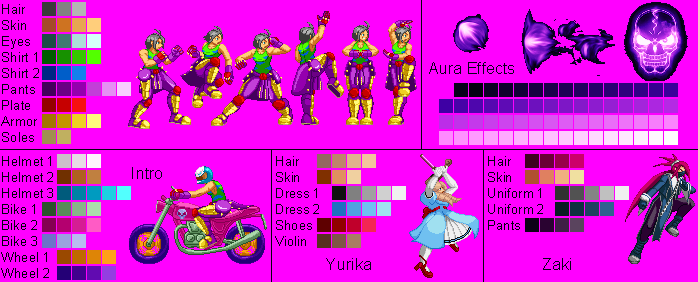 Hair
Skin
Eyes
Shirt 1
Shirt 2
Pants
Plate
Armor
Soles
Aura Effects
Helmet 1
Helmet 2
Helmet 3
Bike 1
Bike 2
Bike 3
Wheel 1
Wheel 2
Intro
Hair
Skin
Dress 1
Dress 2
Shoes
Violin
Yurika
Hair
Skin
Uniform 1
Uniform 2
Pants
Zaki